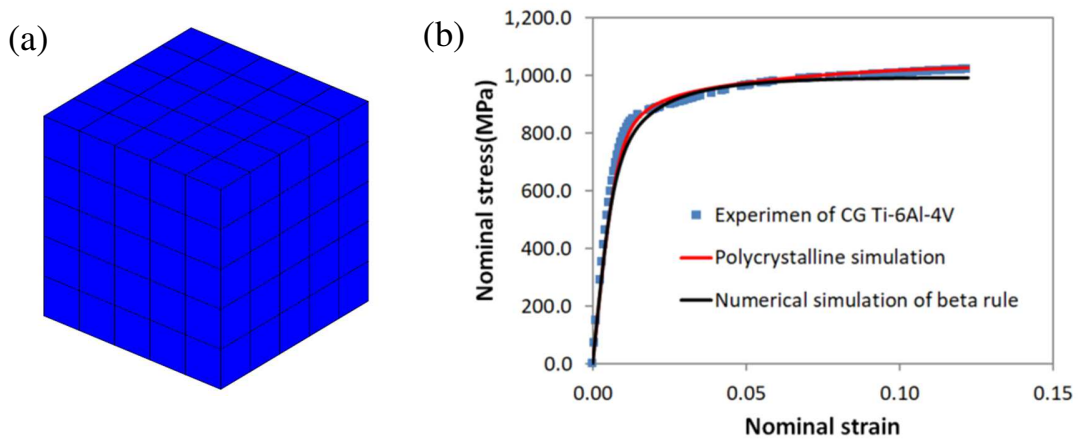 (a)
(b)
1,200.0
1,000.0
800.0
600.0
400.0
200.0
0.0
Nominal stress(MPa)
Experimen of CG Ti-6Al-4V
Polycrystalline simulation
Numerical simulation of beta rule
0.00 0.05 0.10 0.15
Nominal strain